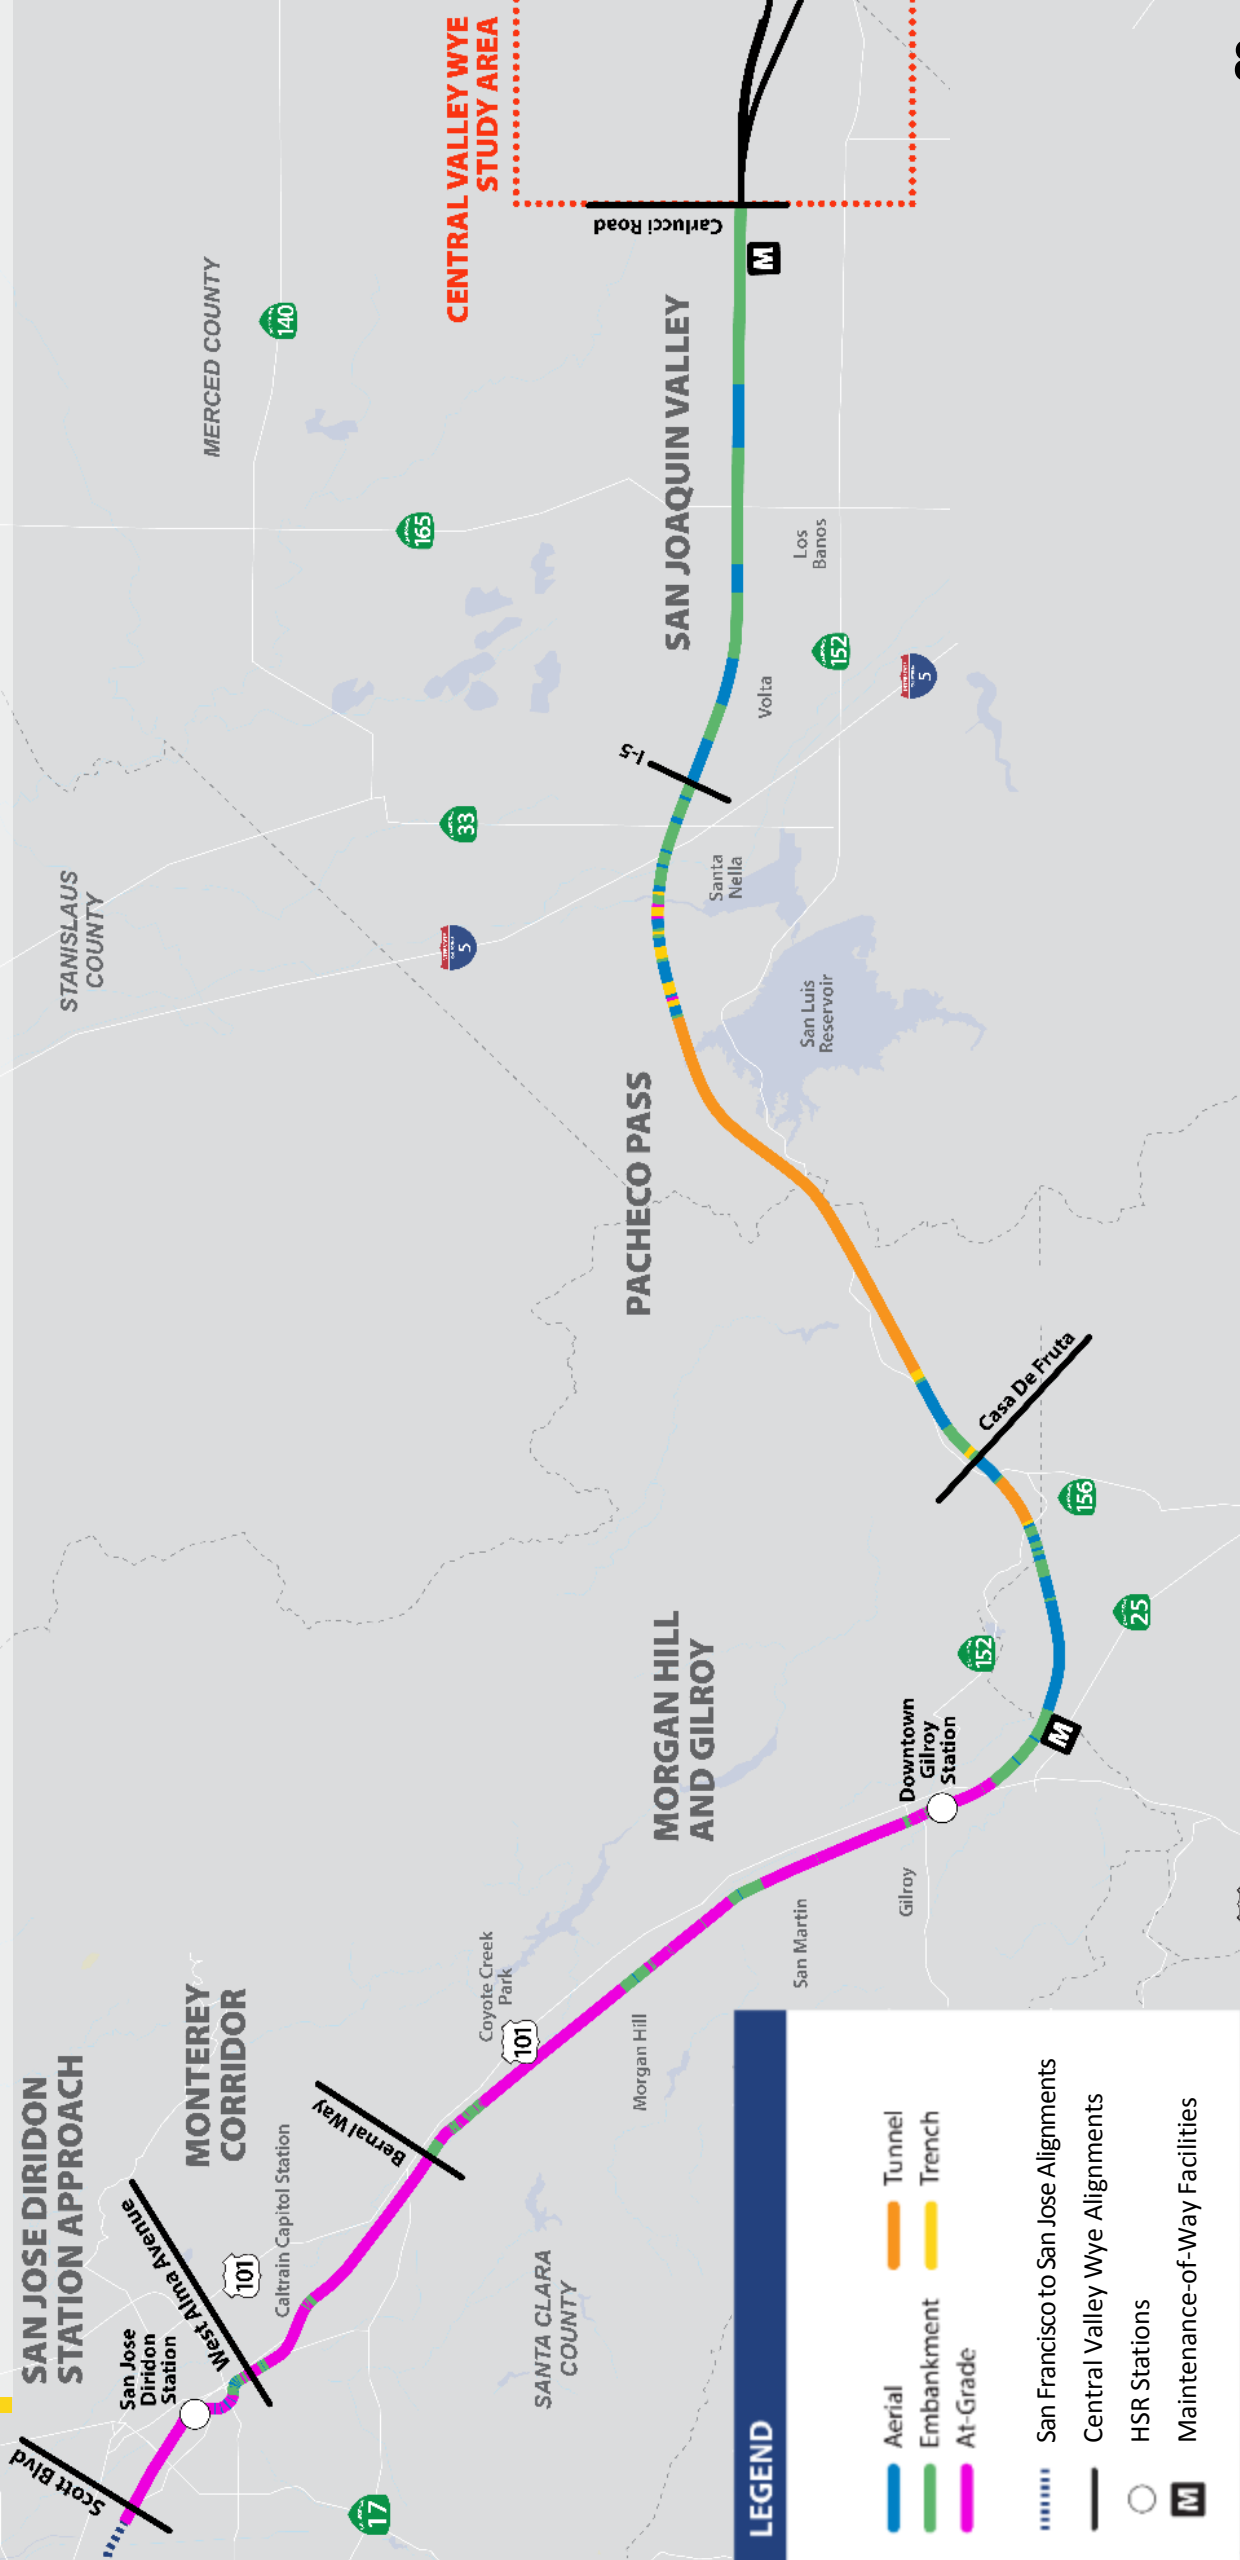 SAN JOSE DIRIDON
STATION APPROACH
Scott Blvd
San Jose
Diridon
Station
West Alma Avenue
17
101
MONTEREY
CORRIDOR
Caltrain Capitol Station
Bernal Way
SANTA CLARA
COUNTY
Coyote Creek
Park
101
Morgan Hill
MORGAN HILL
AND GILROY
San Martin
Gilroy
Downtown
Gilroy
Station
M
152
25
156
Casa De Fruta
PACHECO PASS
San Luis
Reservoir
Santa
Nella
STANISLAUS
COUNTY
5
33
I-5
Volta
152
5
SAN JOAQUIN VALLEY
Los
Banos
165
MERCED COUNTY
140
M
Carlucci Road
CENTRAL VALLEY WYE
STUDY AREA
LEGEND
Aerial
Embankment
At-Grade
Tunnel
Trench
San Francisco to San Jose Alignments
Central Valley Wye Alignments
HSR Stations
M
Maintenance-of-Way Facilities